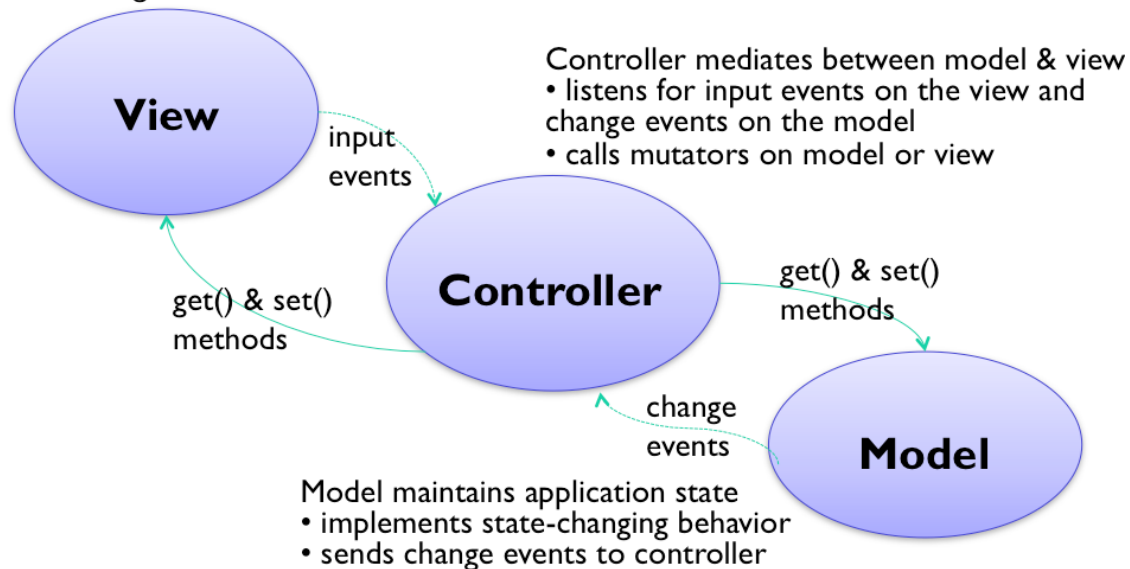 View
Controller mediates between model & view
• listens for input events on the view and
change events on the model
• calls mutators on model or view
input
events
get() & set()
methods
Controller
get() & set()
methods
change
events
Model
Model maintains application state
• implements state-changing behavior
• sends change events to controller